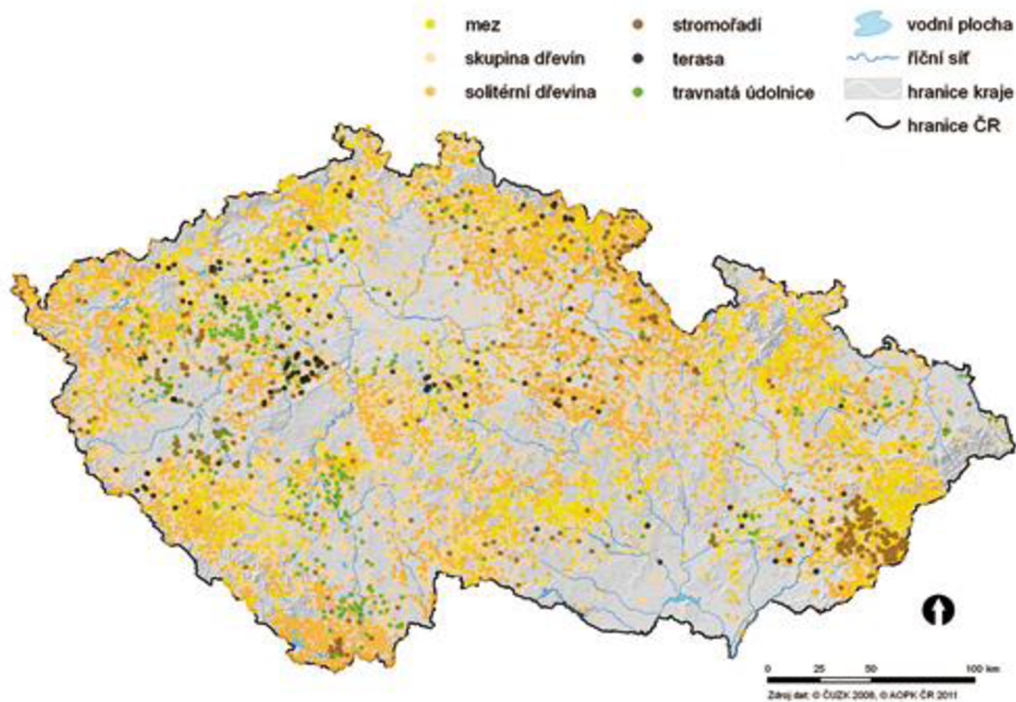 mez
skupina dřevin
solitérní dřevina
stromořadí
terasa
travnatá údolnice
vodní plocha
říční síť
hranice kraje
hranice ČR
0 25 50 100 km
Zdroj dat: © ČÚZK 2008, © AOPK ČR 2011